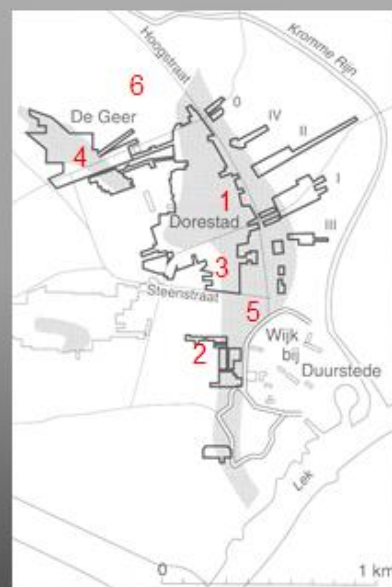 Hoogstraat
Kromme Rijn
6
De Geer
0
IV
II
4
1
I
Dorestad
III
3
Steenstraat
5
Wijk
bij
2
Duurstede
Lek
0 1 km